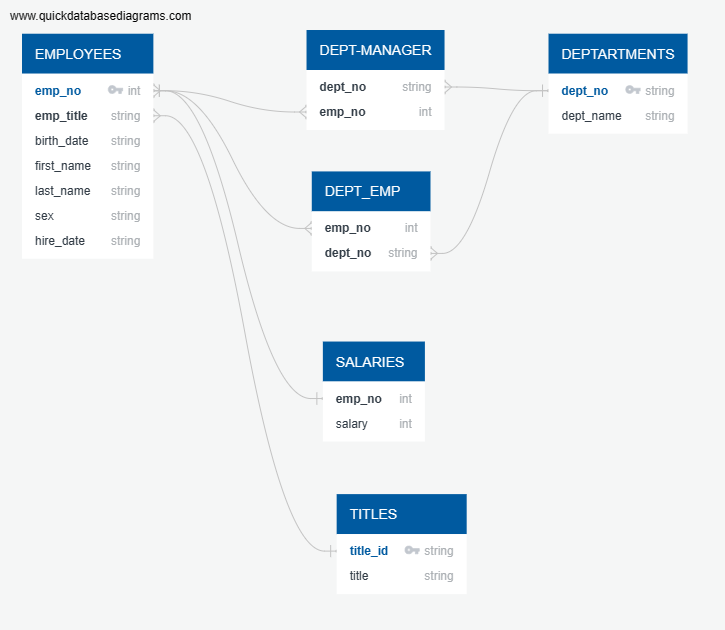 www.quickdatabasediagrams.com
EMPLOYEES
emp_no int
emp_title string
birth_date string
first_name string
last_name string
sex string
hire_date string
DEPT-MANAGER
dept_no string
emp_no int
DEPTARTMENTS
dept_no string
dept_name string
DEPT_EMP
emp_no int
dept_no string
SALARIES
emp_no int
salary int
TITLES
title_id string
title string